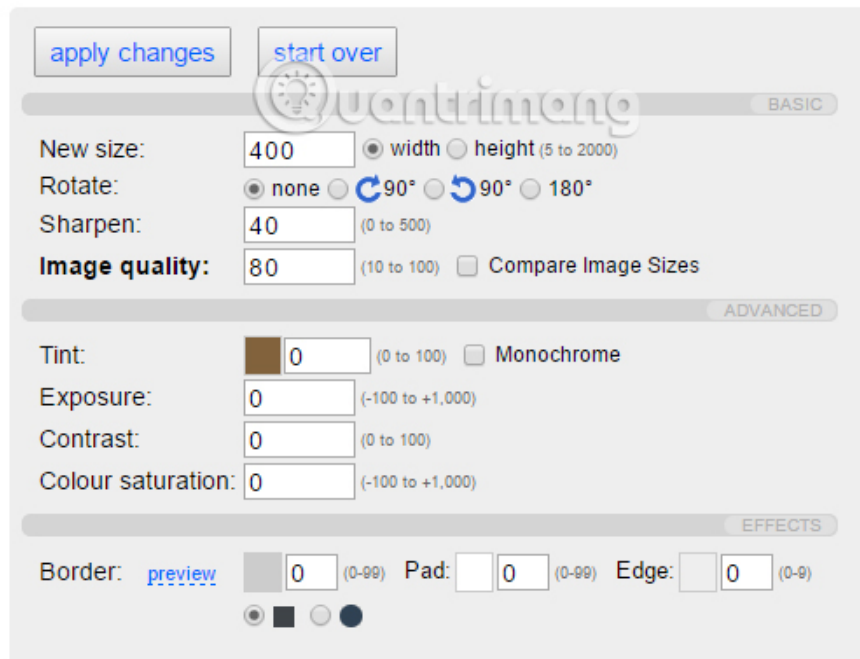 apply changes start over
Quantrimang
BASIC
New size: 400 width height (5 to 2000)
Rotate: none 90° 90° 180°
Sharpen: 40 (0 to 500)
Image quality: 80 (10 to 100) Compare Image Sizes
ADVANCED
Tint: 0 (0 to 100) Monochrome
Exposure: 0 (-100 to +1,000)
Contrast: 0 (0 to 100)
Colour saturation: 0 (-100 to +1,000)
EFFECTS
Border: preview 0 (0-99) Pad: 0 (0-99) Edge: 0 (0-9)